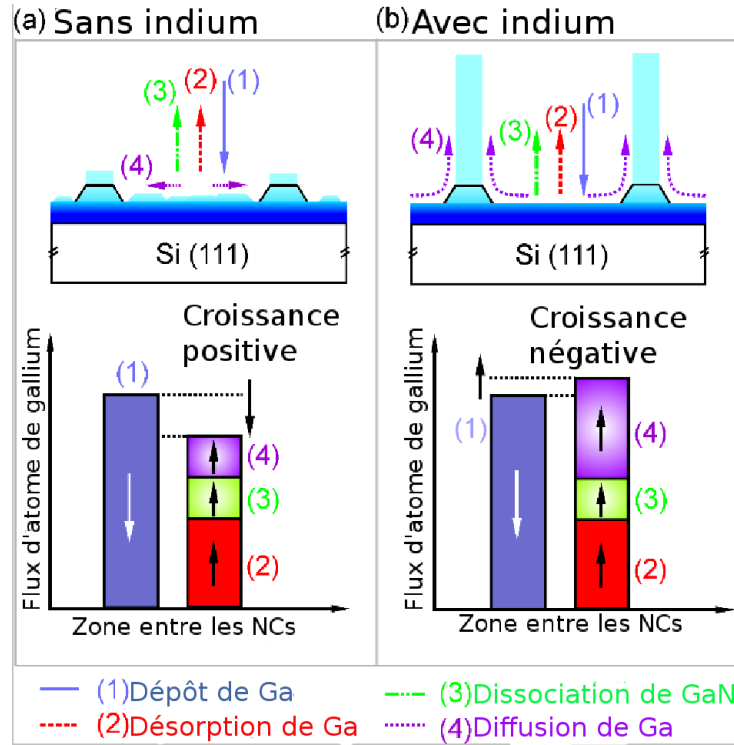 (a) Sans indium
(3) (2) (1)
(4)
Si (111)
Croissance
positive
(1)
(4)
(3)
(2)
Flux d'atome de gallium
Zone entre les NCs
(b) Avec indium
(4) (3) (2) (1)
Si (111)
Croissance
négative
(1)
(4)
(3)
(2)
Flux d'atome de gallium
Zone entre les NCs
(1) Dépôt de Ga
(2) Désorption de Ga
(3) Dissociation de GaN
(4) Diffusion de Ga